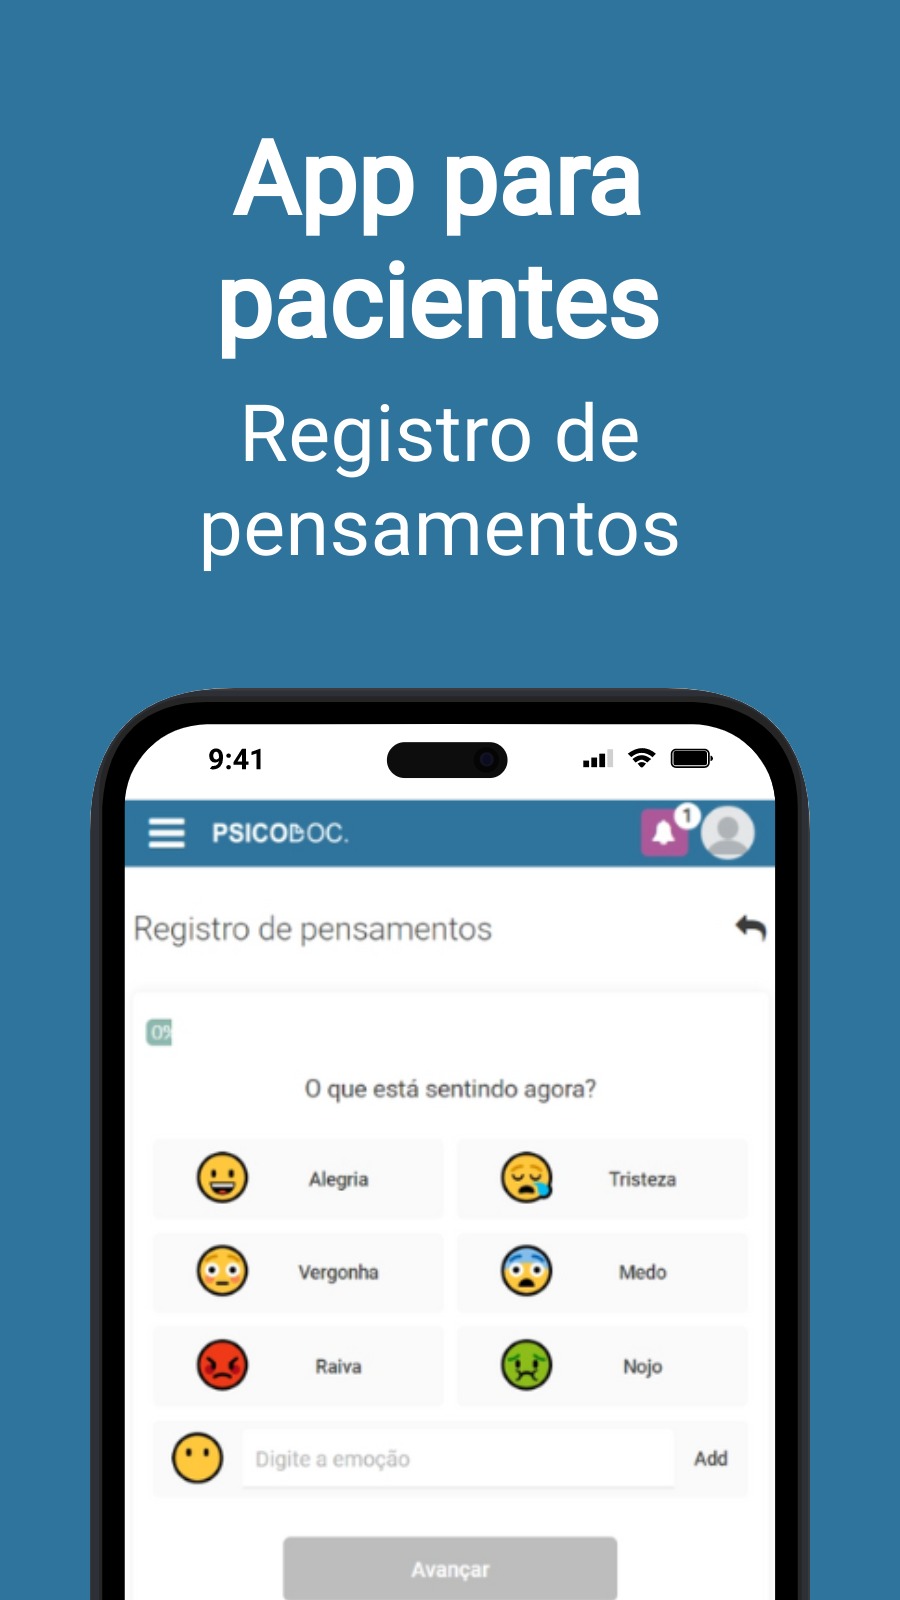 App para
pacientes
Registro de
pensamentos
9:41
PSICODOC.
1
Registro de pensamentos
0%
O que está sentindo agora?
Alegria
Tristeza
Vergonha
Medo
Raiva
Nojo
Digite a emoção
Add
Avançar